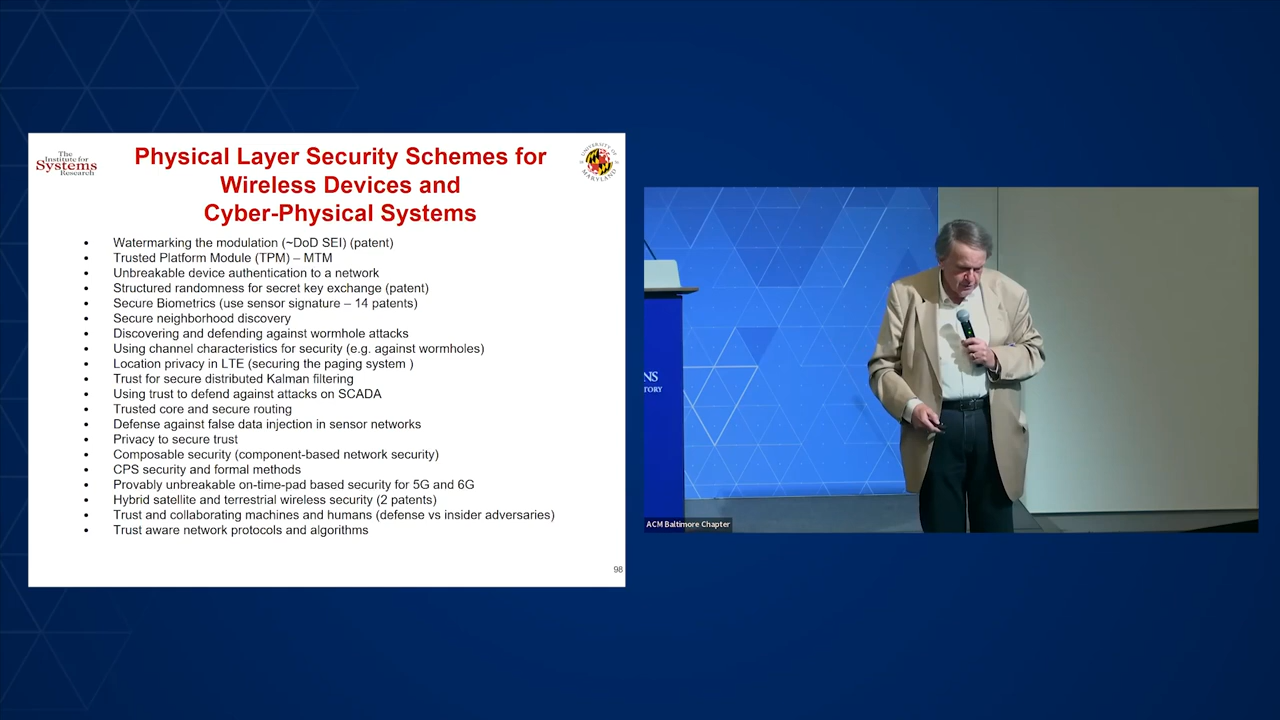 The
Institute for
Systems
Research
Physical Layer Security Schemes for
Wireless Devices and
Cyber-Physical Systems
UNIVERSITY OF
MARYLAND
• Watermarking the modulation (~DoD SEI) (patent)
• Trusted Platform Module (TPM) – MTM
• Unbreakable device authentication to a network
• Structured randomness for secret key exchange (patent)
• Secure Biometrics (use sensor signature – 14 patents)
• Secure neighborhood discovery
• Discovering and defending against wormhole attacks
• Using channel characteristics for security (e.g. against wormholes)
• Location privacy in LTE (securing the paging system )
• Trust for secure distributed Kalman filtering
• Using trust to defend against attacks on SCADA
• Trusted core and secure routing
• Defense against false data injection in sensor networks
• Privacy to secure trust
• Composable security (component-based network security)
• CPS security and formal methods
• Provably unbreakable on-time-pad based security for 5G and 6G
• Hybrid satellite and terrestrial wireless security (2 patents)
• Trust and collaborating machines and humans (defense vs insider adversaries)
• Trust aware network protocols and algorithms
98
NS
TORY
ACM Baltimore Chapter